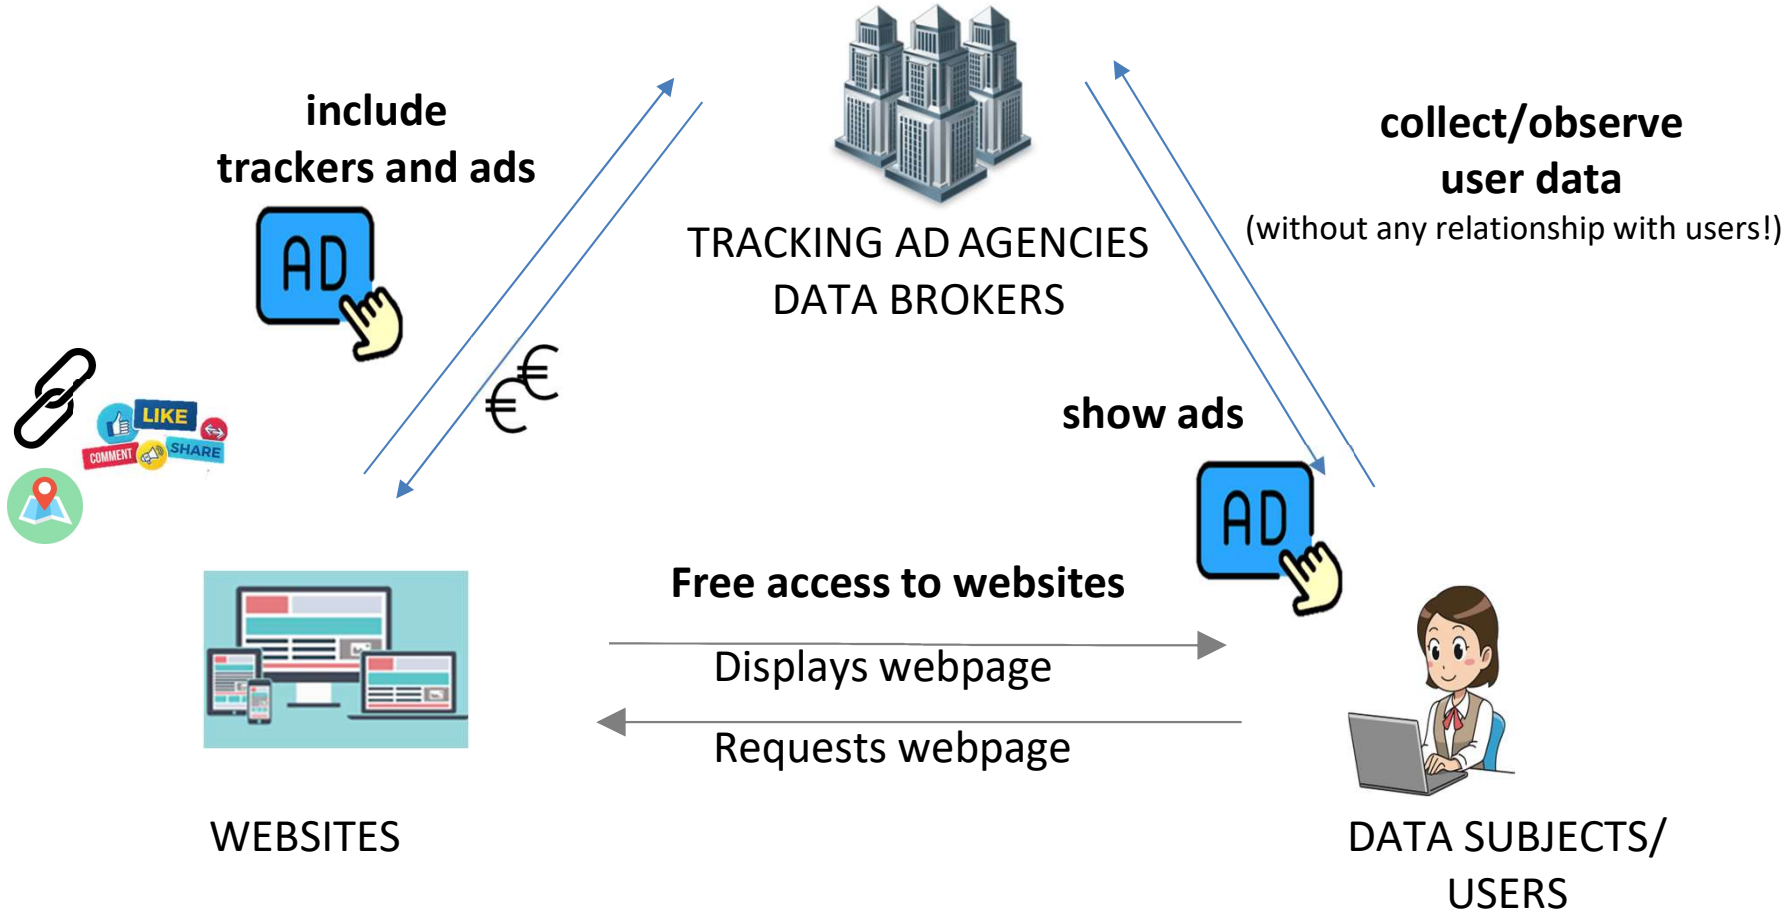 include
trackers and ads
AD
collect/observe
user data
(without any relationship with users!)
TRACKING AD AGENCIES
DATA BROKERS
€
€
LIKE
COMMENT
SHARE
show ads
AD
Free access to websites
Displays webpage
Requests webpage
WEBSITES
DATA SUBJECTS/
USERS